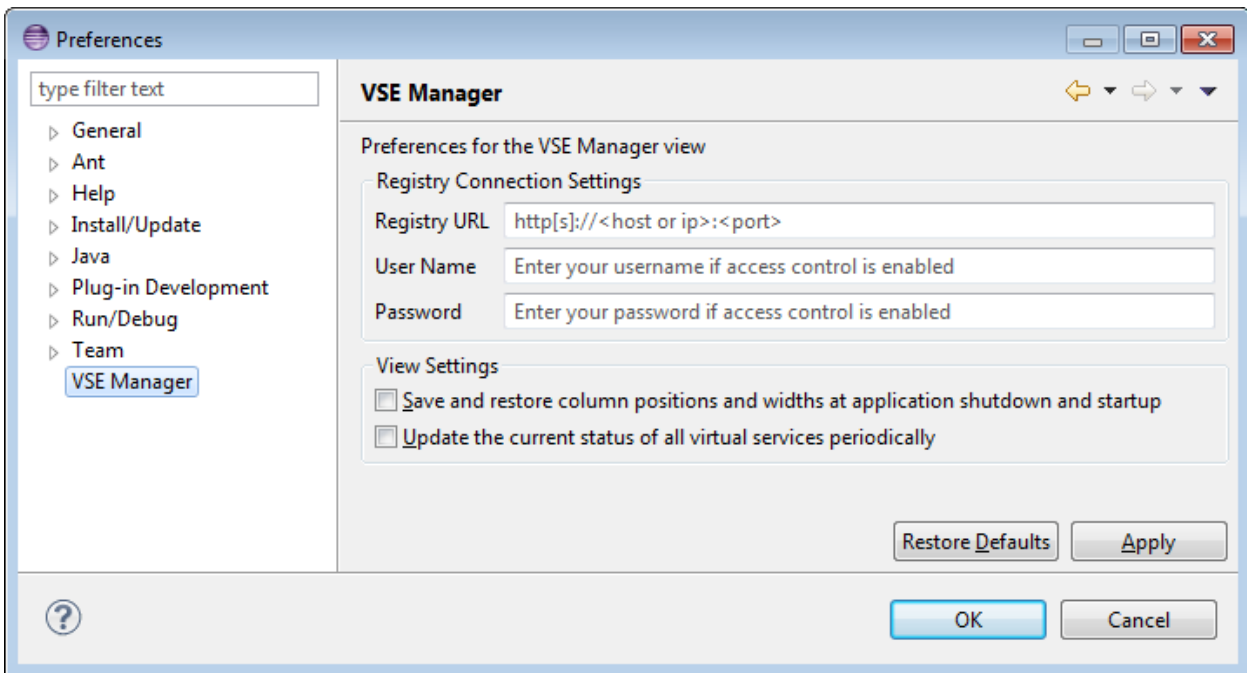 Preferences
type filter text
General
Ant
Help
Install/Update
Java
Plug-in Development
Run/Debug
Team
VSE Manager
VSE Manager
Preferences for the VSE Manager view
Registry Connection Settings
Registry URL http[s]://<host or ip>:<port>
User Name Enter your username if access control is enabled
Password Enter your password if access control is enabled
View Settings
Save and restore column positions and widths at application shutdown and startup
Update the current status of all virtual services periodically
Restore Defaults Apply
? OK Cancel